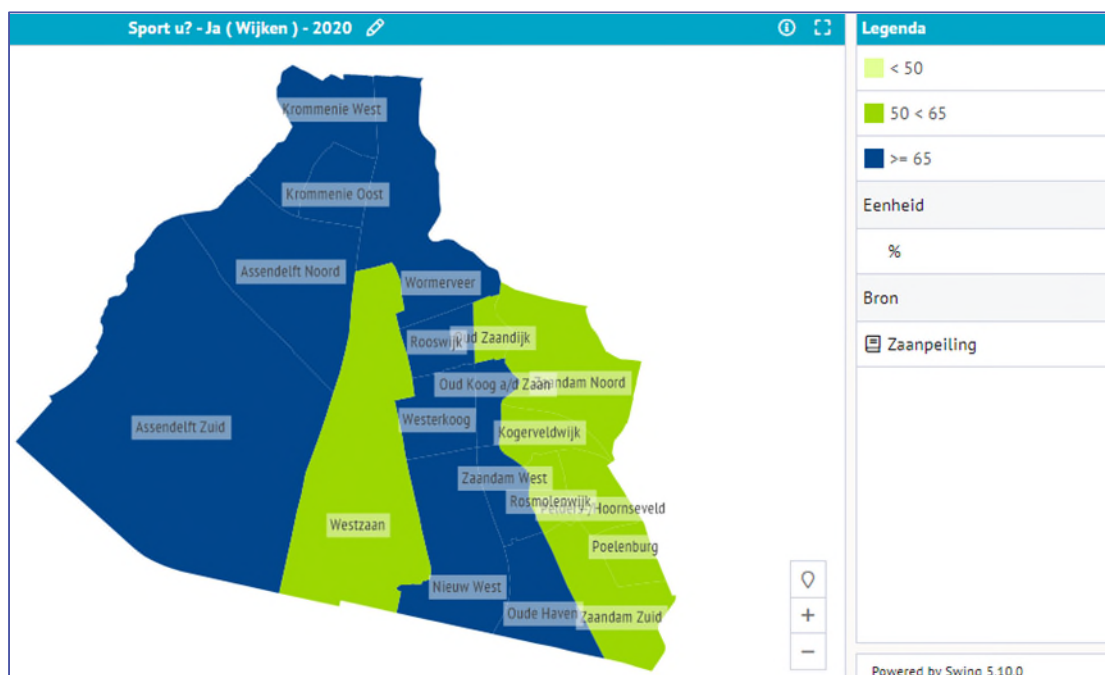 Sport u? - Ja ( Wijken ) - 2020
Krommenie West
Krommenie Oost
Assendelft Noord
Wormerveer
Rooswijk
Oud Zaandijk
Oud Koog a/d Zaan
Zaandam Noord
Westerkoog
Assendelft Zuid
Kogerveldwijk
Zaandam West
Rosmolenwijk
/Hoornseveld
Westzaan
Poelenburg
Nieuw West
Oude Haven
Zaandam Zuid
+
−
Legenda
< 50
50 < 65
>= 65
Eenheid
%
Bron
Zaanpeiling
Powered by Swing 5.10.0